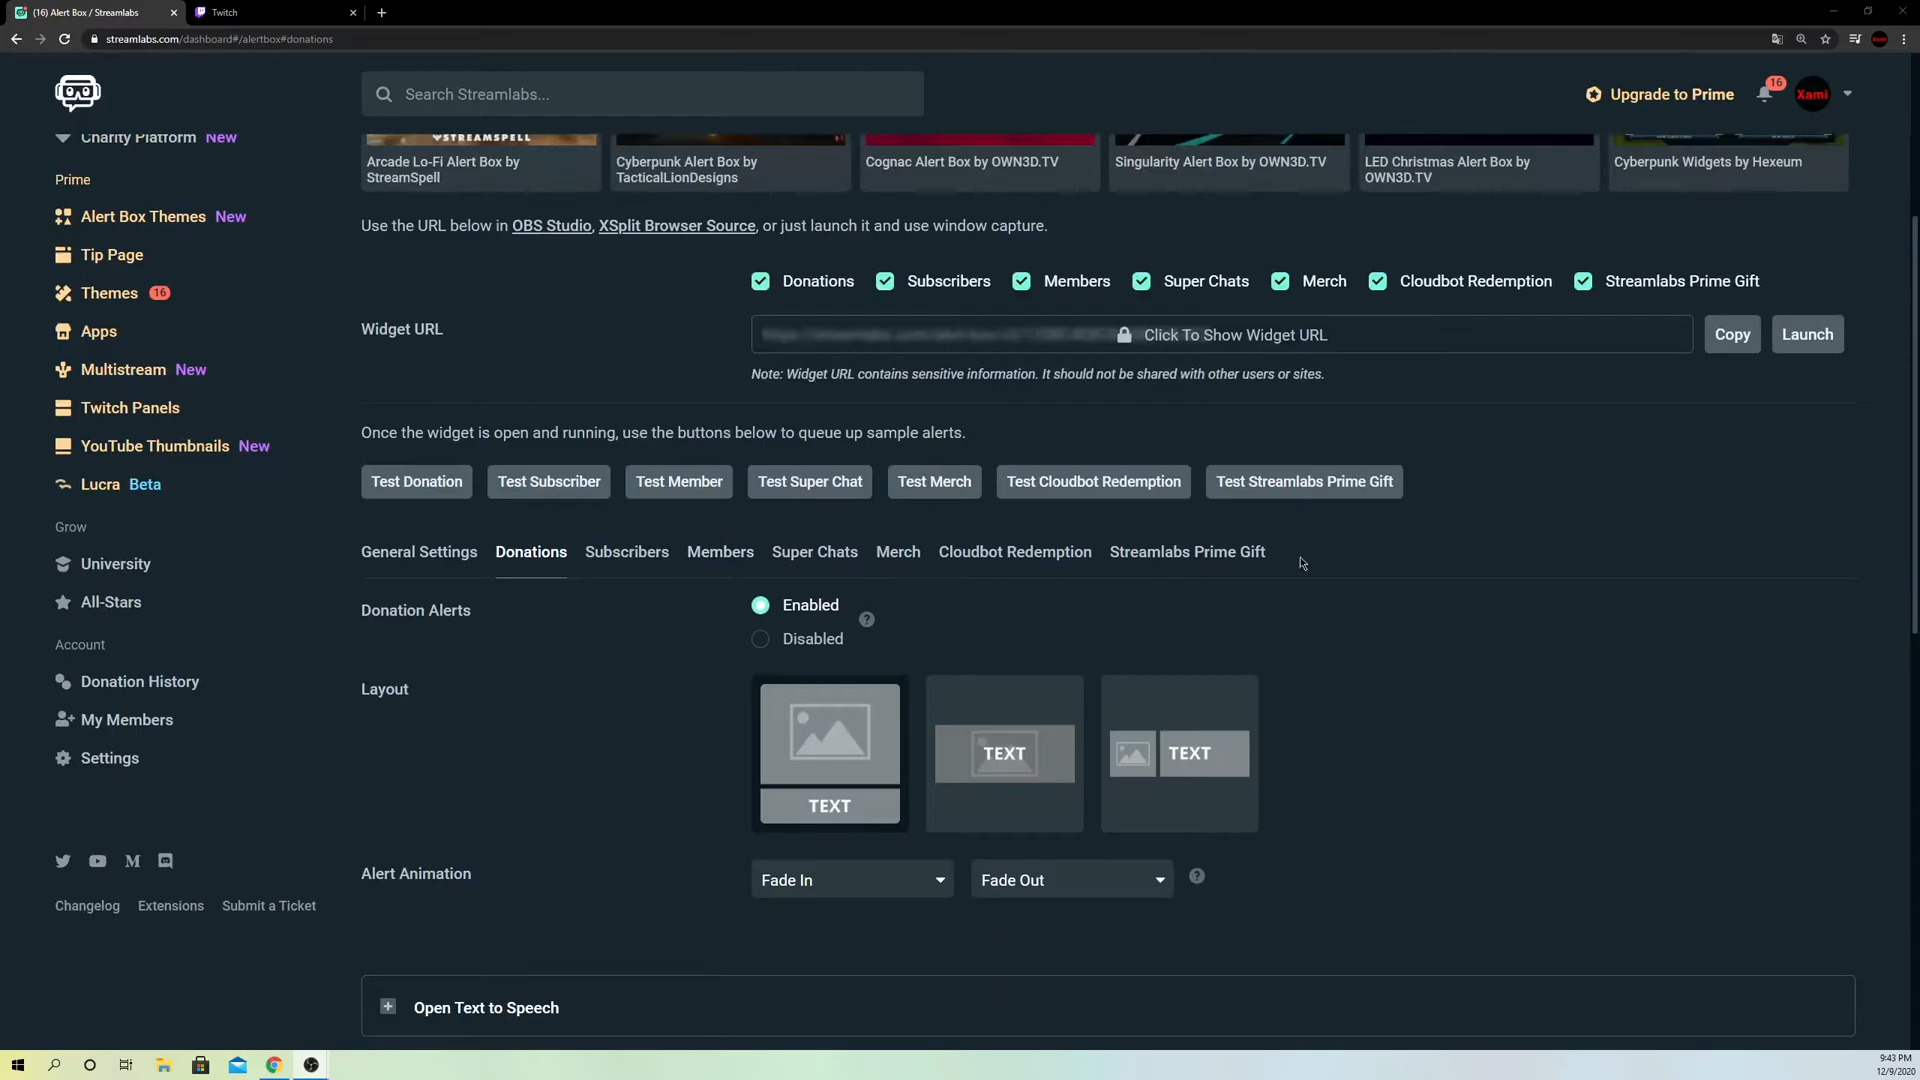 (16) Alert Box / Streamlabs
Twitch
streamlabs.com/dashboard#/alertbox#donations
Search Streamlabs...
Upgrade to Prime
16
Xami
Charity Platform New
Prime
Alert Box Themes New
Tip Page
Themes 16
Apps
Multistream New
Twitch Panels
YouTube Thumbnails New
Lucra Beta
Grow
University
All-Stars
Account
Donation History
My Members
Settings
Changelog Extensions Submit a Ticket
STREAMSPELL
Arcade Lo-Fi Alert Box by
StreamSpell
Cyberpunk Alert Box by
TacticalLionDesigns
Cognac Alert Box by OWN3D.TV
Singularity Alert Box by OWN3D.TV
LED Christmas Alert Box by
OWN3D.TV
Cyberpunk Widgets by Hexeum
Use the URL below in OBS Studio, XSplit Browser Source, or just launch it and use window capture.
Donations Subscribers Members Super Chats Merch Cloudbot Redemption Streamlabs Prime Gift
Widget URL
Click To Show Widget URL
Copy
Launch
Note: Widget URL contains sensitive information. It should not be shared with other users or sites.
Once the widget is open and running, use the buttons below to queue up sample alerts.
Test Donation Test Subscriber Test Member Test Super Chat Test Merch Test Cloudbot Redemption Test Streamlabs Prime Gift
General Settings Donations Subscribers Members Super Chats Merch Cloudbot Redemption Streamlabs Prime Gift
Donation Alerts
Enabled
Disabled
Layout
TEXT
TEXT
TEXT
Alert Animation
Fade In
Fade Out
Open Text to Speech
9:43 PM
12/9/2020